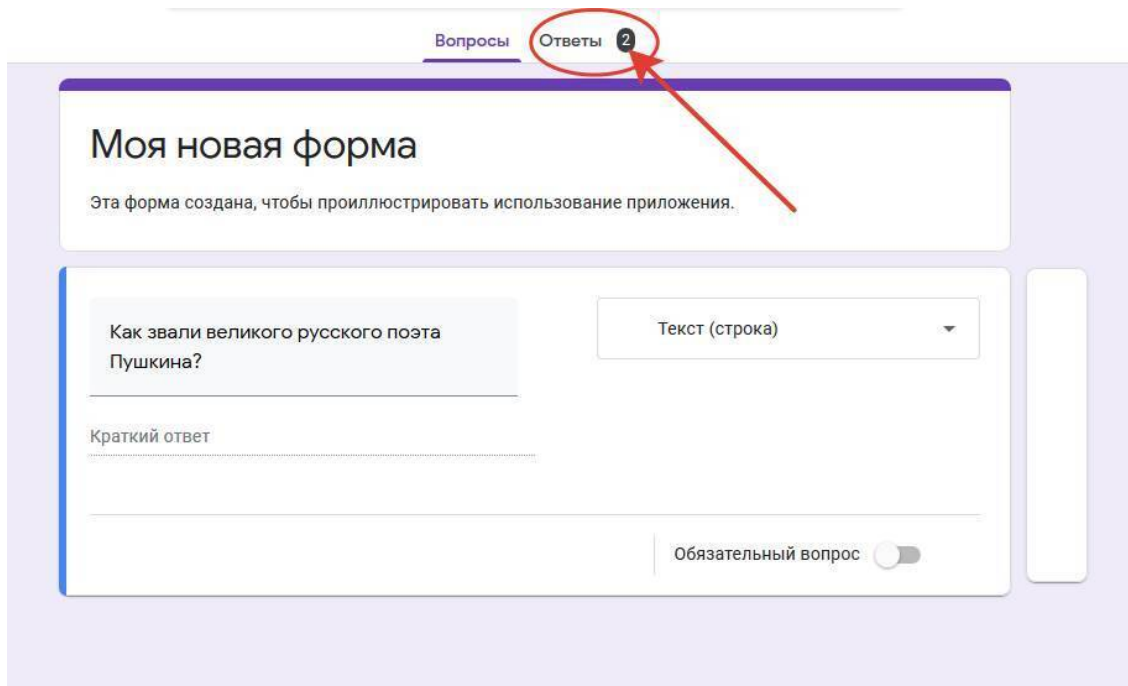 Вопросы Ответы 2
Моя новая форма
Эта форма создана, чтобы проиллюстрировать использование приложения.
Как звали великого русского поэта
Пушкина?
Текст (строка)
Краткий ответ
Обязательный вопрос